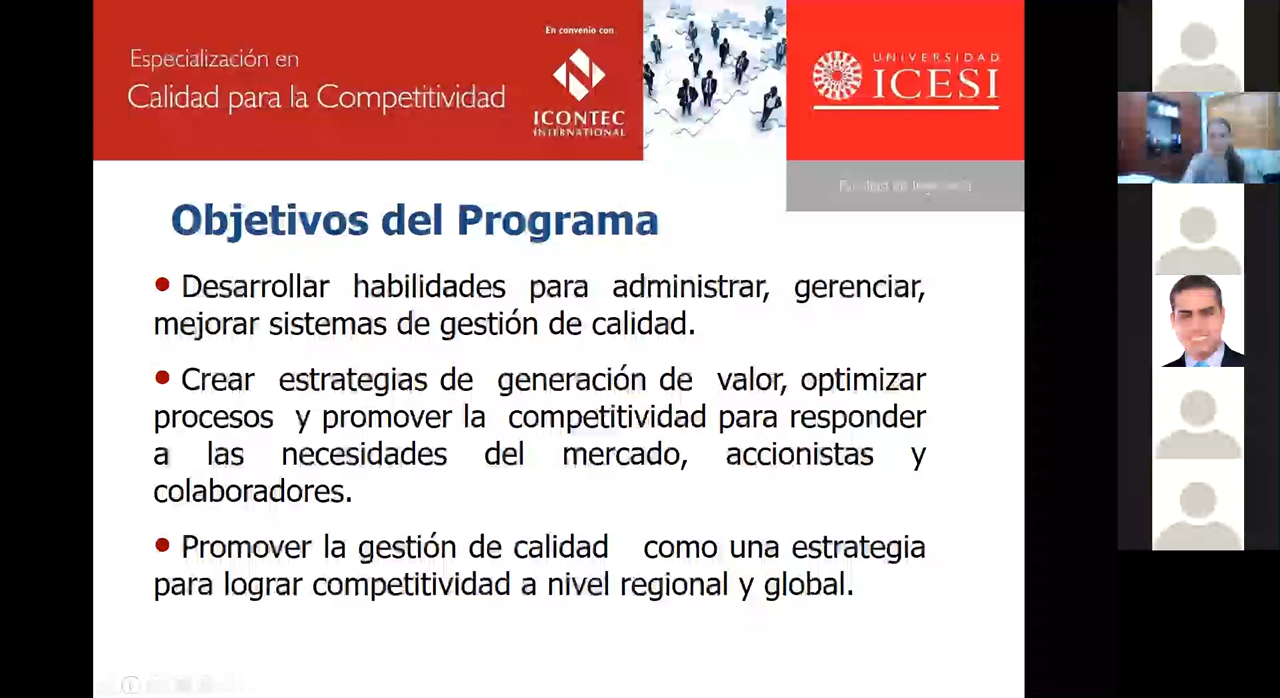 En convenio con
Especialización en
Calidad para la Competitividad
ICONTEC
INTERNATIONAL
UNIVERSIDAD
ICESI
Facultad de Ingeniería
Objetivos del Programa
• Desarrollar habilidades para administrar, gerenciar,
mejorar sistemas de gestión de calidad.
• Crear estrategias de generación de valor, optimizar
procesos y promover la competitividad para responder
a las necesidades del mercado, accionistas y
colaboradores.
• Promover la gestión de calidad como una estrategia
para lograr competitividad a nivel regional y global.